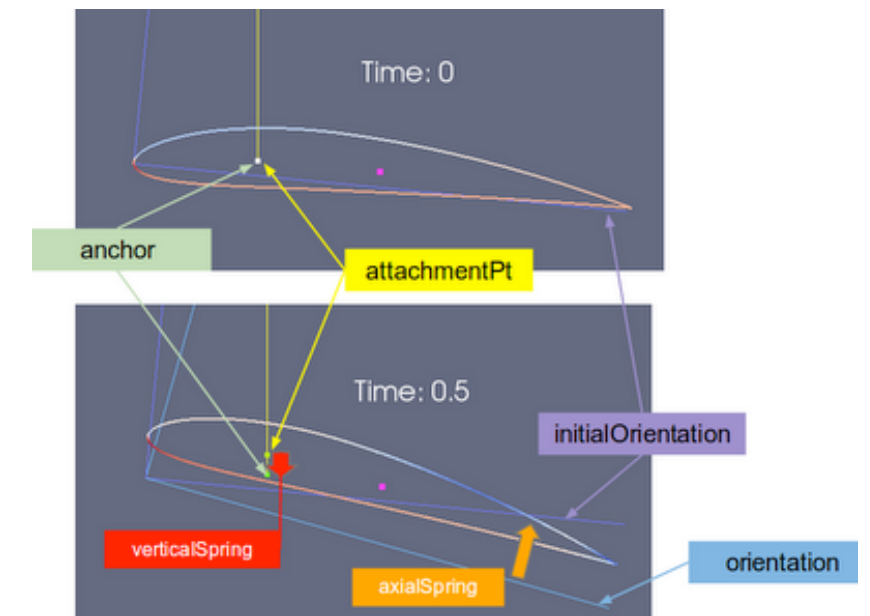 Time: 0
anchor
attachmentPt
Time: 0.5
initialOrientation
verticalSpring
orientation
axialSpring